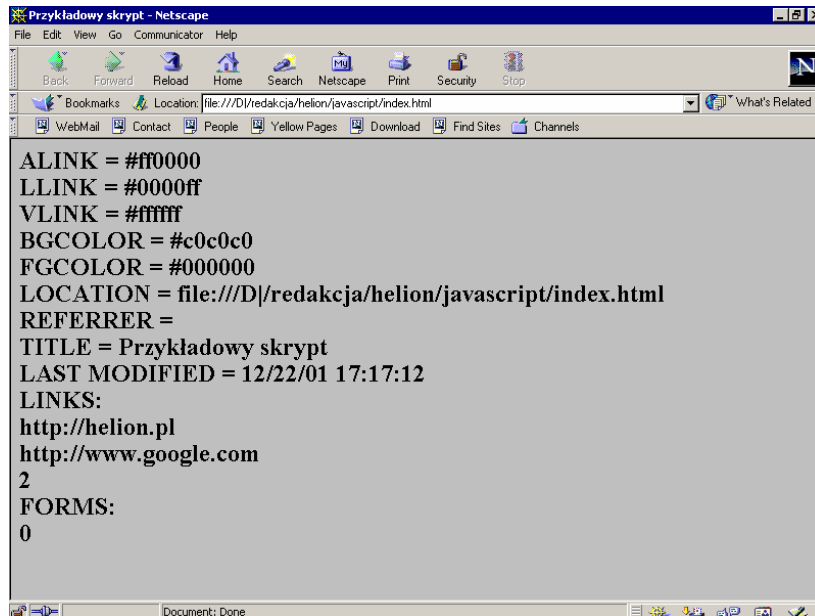 Przykładowy skrypt - Netscape
File Edit View Go Communicator Help
Back Forward Reload Home Search Netscape Print Security Stop
Bookmarks Location: file:///D|/redakcja/helion/javascript/index.html What's Related
WebMail Contact People Yellow Pages Download Find Sites Channels
ALINK = #ff0000
LLINK = #0000ff
VLINK = #ffffff
BGCOLOR = #c0c0c0
FGCOLOR = #000000
LOCATION = file:///D|/redakcja/helion/javascript/index.html
REFERRER =
TITLE = Przykładowy skrypt
LAST MODIFIED = 12/22/01 17:17:12
LINKS:
http://helion.pl
http://www.google.com
2
FORMS:
0
Document: Done